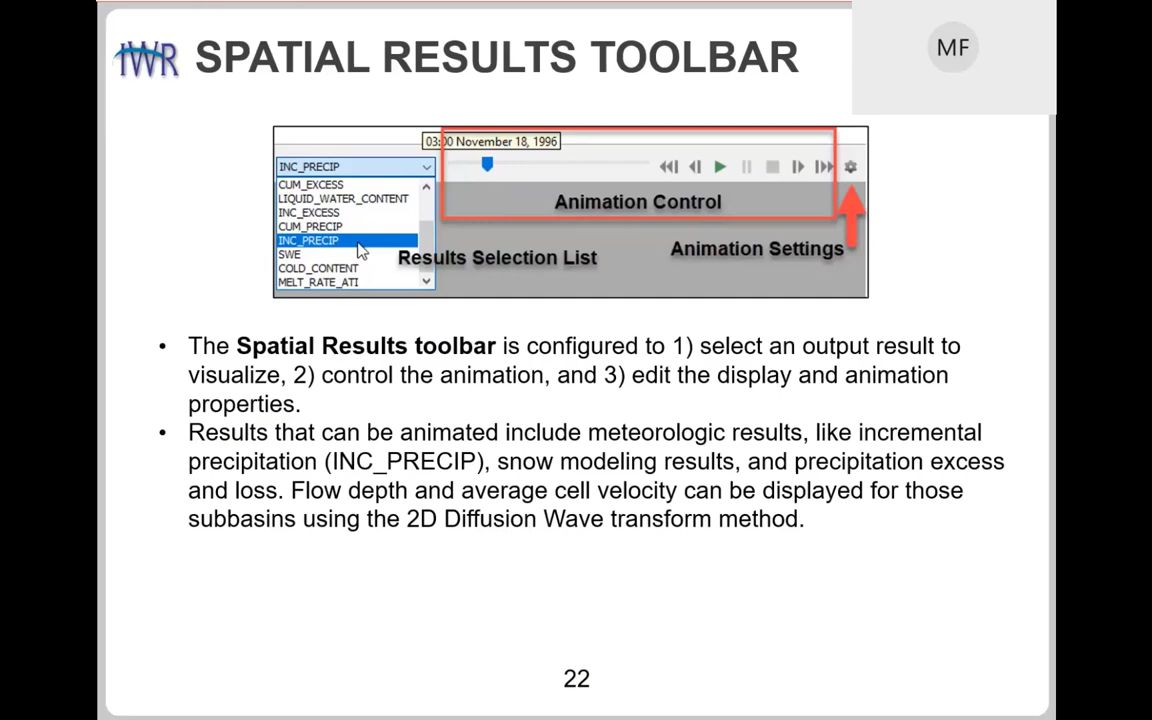 IWR SPATIAL RESULTS TOOLBAR
MF
03:00 November 18, 1996
INC_PRECIP
CUM_EXCESS
LIQUID_WATER_CONTENT
INC_EXCESS
CUM_PRECIP
INC_PRECIP
SWE
COLD_CONTENT
MELT_RATE_ATI
Animation Control
Results Selection List
Animation Settings
• The Spatial Results toolbar is configured to 1) select an output result to
visualize, 2) control the animation, and 3) edit the display and animation
properties.
• Results that can be animated include meteorologic results, like incremental
precipitation (INC_PRECIP), snow modeling results, and precipitation excess
and loss. Flow depth and average cell velocity can be displayed for those
subbasins using the 2D Diffusion Wave transform method.
22